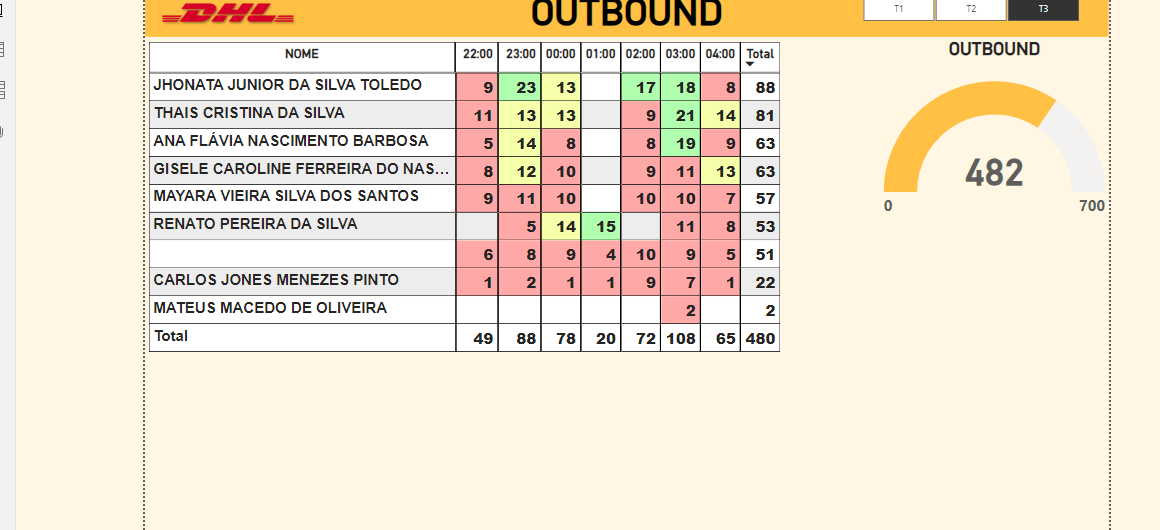 DHL OUTBOUND T1 T2 T3
NOME 22:00 23:00 00:00 01:00 02:00 03:00 04:00 Total
JHONATA JUNIOR DA SILVA TOLEDO 9 23 13 17 18 8 88
THAIS CRISTINA DA SILVA 11 13 13 9 21 14 81
ANA FLÁVIA NASCIMENTO BARBOSA 5 14 8 8 19 9 63
GISELE CAROLINE FERREIRA DO NAS... 8 12 10 9 11 13 63
MAYARA VIEIRA SILVA DOS SANTOS 9 11 10 10 10 7 57
RENATO PEREIRA DA SILVA 5 14 15 11 8 53
6 8 9 4 10 9 5 51
CARLOS JONES MENEZES PINTO 1 2 1 1 9 7 1 22
MATEUS MACEDO DE OLIVEIRA 2 2
Total 49 88 78 20 72 108 65 480
OUTBOUND
482
0 700